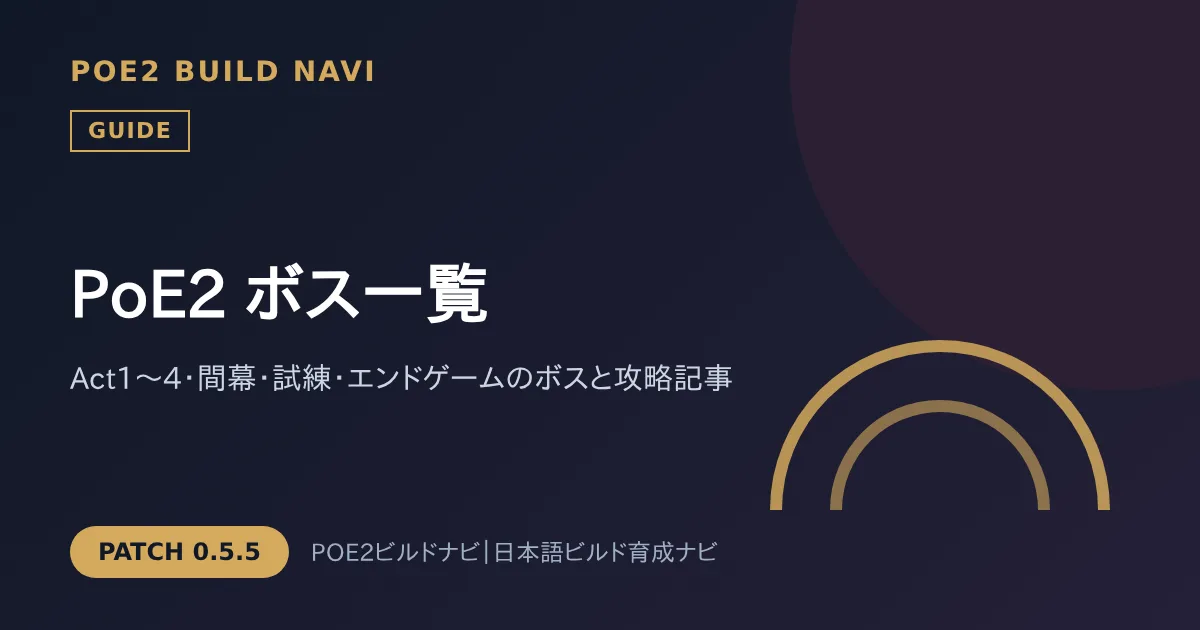 POE2 BUILD NAVI
GUIDE
PoE2 ボス一覧
Act1〜4・間幕・試練・エンドゲームのボスと攻略記事
PATCH 0.5.5
POE2ビルドナビ|日本語ビルド育成ナビ